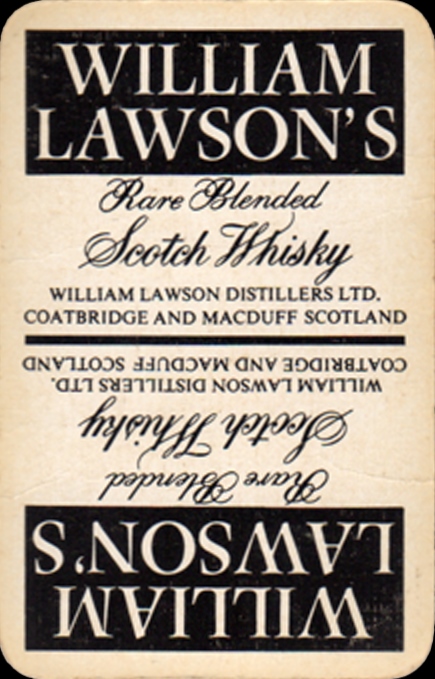 WILLIAM
LAWSON'S
Rare Blended
Scotch Whisky
WILLIAM LAWSON DISTILLERS LTD.
COATBRIDGE AND MACDUFF SCOTLAND
COATBRIDGE AND MACDUFF SCOTLAND
WILLIAM LAWSON DISTILLERS LTD.
Scotch Whisky
Rare Blended
LAWSON'S
WILLIAM